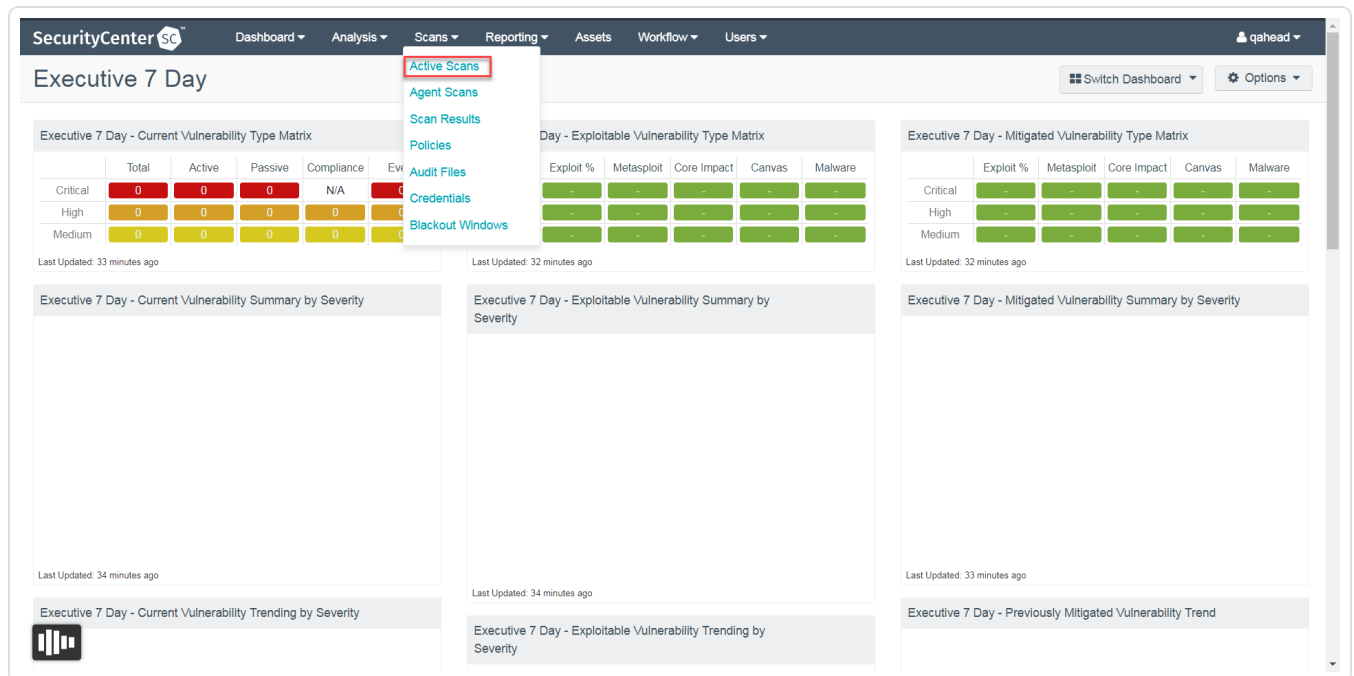 SecurityCenter SC Dashboard Analysis Scans Reporting Assets Workflow Users qahead
Executive 7 Day Switch Dashboard Options
Active Scans
Agent Scans
Scan Results
Policies
Audit Files
Credentials
Blackout Windows
Executive 7 Day - Current Vulnerability Type Matrix
Total Active Passive Compliance Eve
Critical 0 0 0 N/A 0
High 0 0 0 0 0
Medium 0 0 0 0 0
Last Updated: 33 minutes ago
Day - Exploitable Vulnerability Type Matrix
Exploit % Metasploit Core Impact Canvas Malware
- - - - -
- - - - -
- - - - -
Last Updated: 32 minutes ago
Executive 7 Day - Mitigated Vulnerability Type Matrix
Exploit % Metasploit Core Impact Canvas Malware
Critical - - - - -
High - - - - -
Medium - - - - -
Last Updated: 32 minutes ago
Executive 7 Day - Current Vulnerability Summary by Severity
Last Updated: 34 minutes ago
Executive 7 Day - Exploitable Vulnerability Summary by
Severity
Last Updated: 34 minutes ago
Executive 7 Day - Mitigated Vulnerability Summary by Severity
Last Updated: 33 minutes ago
Executive 7 Day - Current Vulnerability Trending by Severity
Executive 7 Day - Exploitable Vulnerability Trending by
Severity
Executive 7 Day - Previously Mitigated Vulnerability Trend